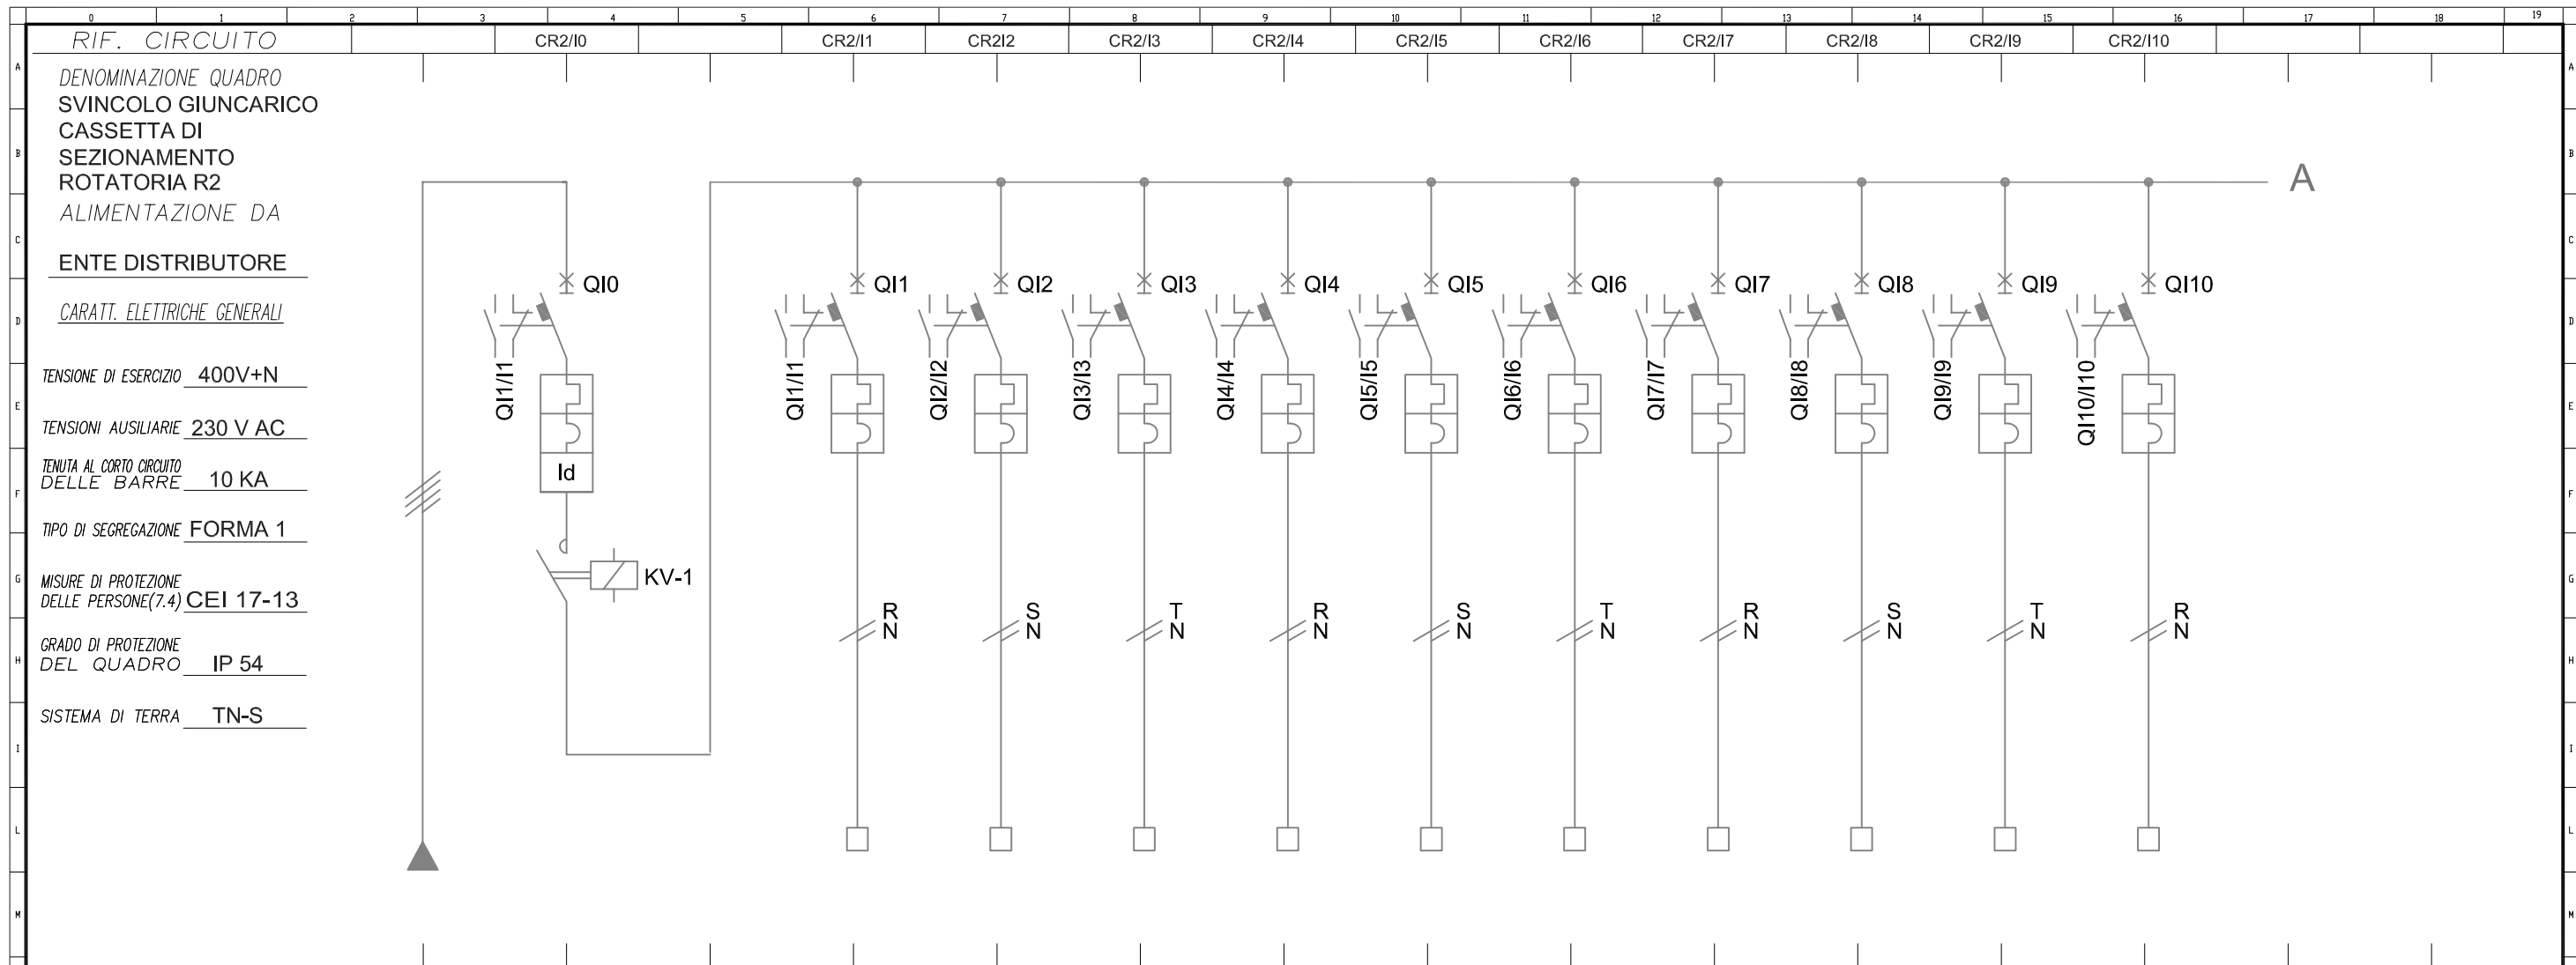 0 1 2 3 4 5 6 7 8 9 10 11 12 13 14 15 16 17 18 19
RIF. CIRCUITO CR2/I0 CR2/I1 CR2I2 CR2/I3 CR2/I4 CR2/I5 CR2/I6 CR2/I7 CR2/I8 CR2/I9 CR2/I10
A A
DENOMINAZIONE QUADRO
SVINCOLO GIUNCARICO
CASSETTA DI
B SEZIONAMENTO B
ROTATORIA R2 A
ALIMENTAZIONE DA
C C
ENTE DISTRIBUTORE
QI0 QI1 QI2 QI3 QI4 QI5 QI6 QI7 QI8 QI9 QI10
CARATT. ELETTRICHE GENERALI
D D
TENSIONE DI ESERCIZIO 400V+N
QI1/I1 QI1/I1 QI2/I2 QI3/I3 QI4/I4 QI5/I5 QI6/I6 QI7/I7 QI8/I8 QI9/I9 QI10/I10
E E
TENSIONI AUSILIARIE 230 V AC
TENUTA AL CORTO CIRCUITO
DELLE BARRE 10 KA
Id
F F
TIPO DI SEGREGAZIONE FORMA 1
G G
KV-1
MISURE DI PROTEZIONE
DELLE PERSONE(7.4) CEI 17-13
R S T R S T R S T R
N N N N N N N N N N
GRADO DI PROTEZIONE
DEL QUADRO IP 54
H H
SISTEMA DI TERRA TN-S
I I
L L
M M